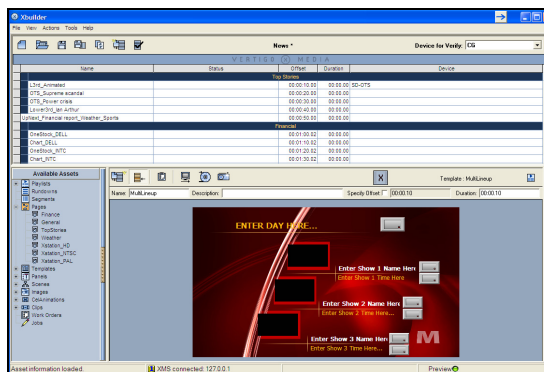 Xbuilder
File View Actions Tools Help
News * Device for Verify: CG
VERTIGO MEDIA
Name Status Offset Duration Device
Top Stories
L3rd_Animated 00:00:10.00 00:00.00 SD-OTS
OTS_Supreme scandal 00:00:20.00 00:00.00
OTS_Power crisis 00:00:30.00 00:00.00
Lower3rd_Ian Arthur 00:00:40.00 00:00.00
UpNext_Financial report_Weather_Sports 00:00:50.00 00:00.00
Financial
OneStock_DELL 00:01:00.02 00:00.00
Chart_DELL 00:01:10.02 00:00.00
OneStock_INTC 00:01:20.02 00:00.00
Chart_INTC 00:01:30.02 00:00.00
Available Assets
Playlists
Rundowns
Segments
Pages
Finance
General
TopStories
Weather
Xstation_HD
Xstation_NTSC
Xstation_PAL
Templates
Panels
Scenes
Images
CelAnimations
Clips
Work Orders
Jobs
X Template: MultiLineup
Name: MultiLineup Description: Specify Offset: 00:00:10 Duration: 00:00:10
ENTER DAY HERE...
Enter Show 1 Name Here
Enter Show 1 Time Here
Enter Show 2 Name Here
Enter Show 2 Time Here...
Enter Show 3 Name Here
Enter Show 3 Time Here...
M
Asset information loaded. XMS connected: 127.0.0.1 Preview